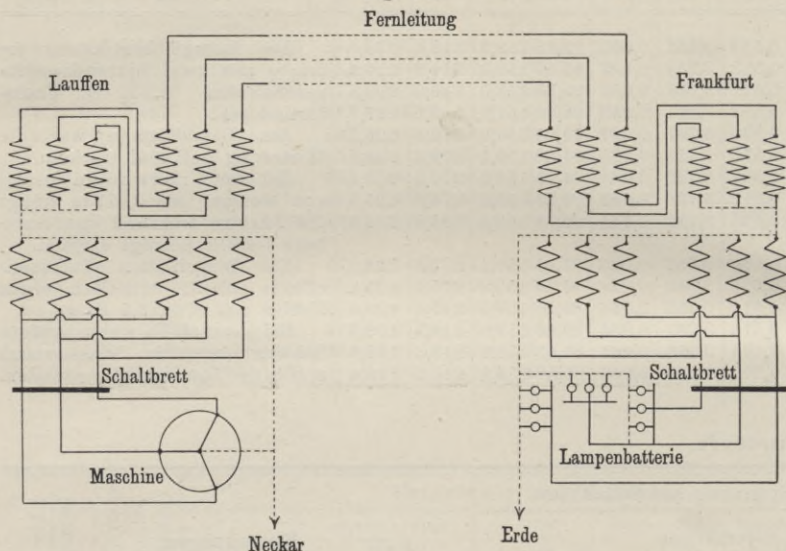 Fernleitung
Lauffen
Frankfurt
Schaltbrett
Schaltbrett
Maschine
Lampenbatterie
Neckar
Erde